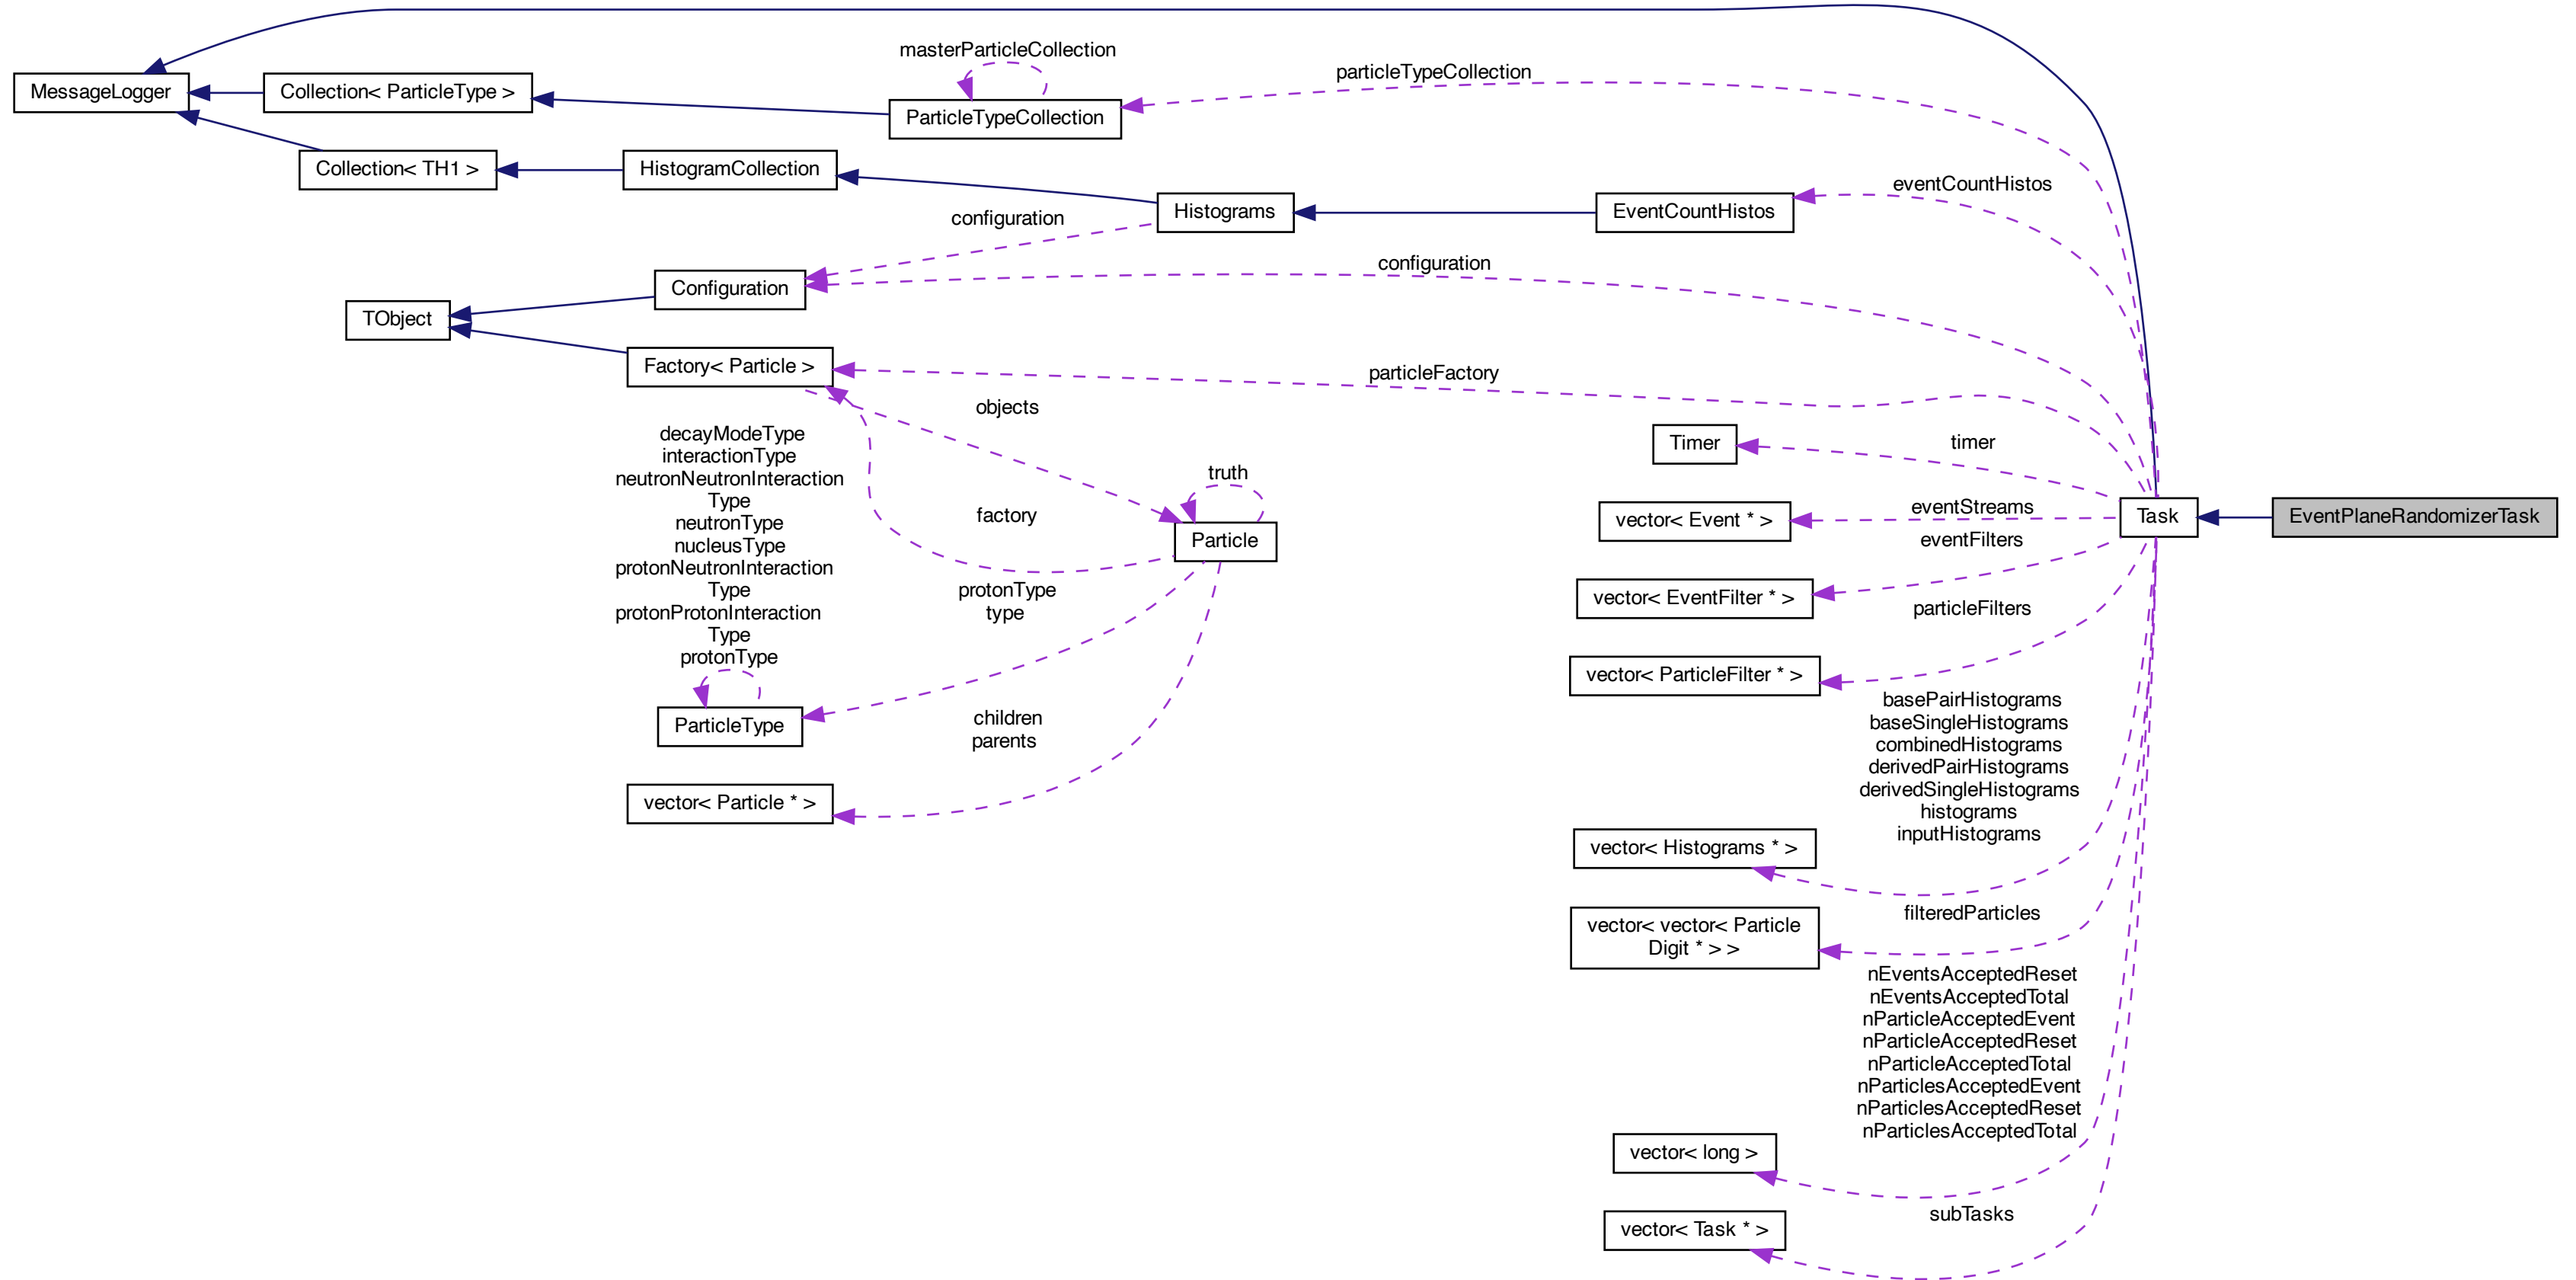 masterParticleCollection
particleTypeCollection
MessageLogger
Collection< ParticleType >
ParticleTypeCollection
Collection< TH1 >
HistogramCollection
eventCountHistos
Histograms
EventCountHistos
configuration
configuration
Configuration
TObject
Factory< Particle >
particleFactory
objects
decayModeType
interactionType
neutronNeutronInteraction
Type
neutronType
nucleusType
protonNeutronInteraction
Type
protonProtonInteraction
Type
protonType
truth
factory
Particle
protonType
type
ParticleType
children
parents
vector< Particle * >
Timer
timer
vector< Event * >
eventStreams
Task
EventPlaneRandomizerTask
eventFilters
vector< EventFilter * >
particleFilters
vector< ParticleFilter * >
basePairHistograms
baseSingleHistograms
combinedHistograms
derivedPairHistograms
derivedSingleHistograms
histograms
inputHistograms
vector< Histograms * >
filteredParticles
vector< vector< Particle
Digit * > >
nEventsAcceptedReset
nEventsAcceptedTotal
nParticleAcceptedEvent
nParticleAcceptedReset
nParticleAcceptedTotal
nParticlesAcceptedEvent
nParticlesAcceptedReset
nParticlesAcceptedTotal
vector< long >
subTasks
vector< Task * >